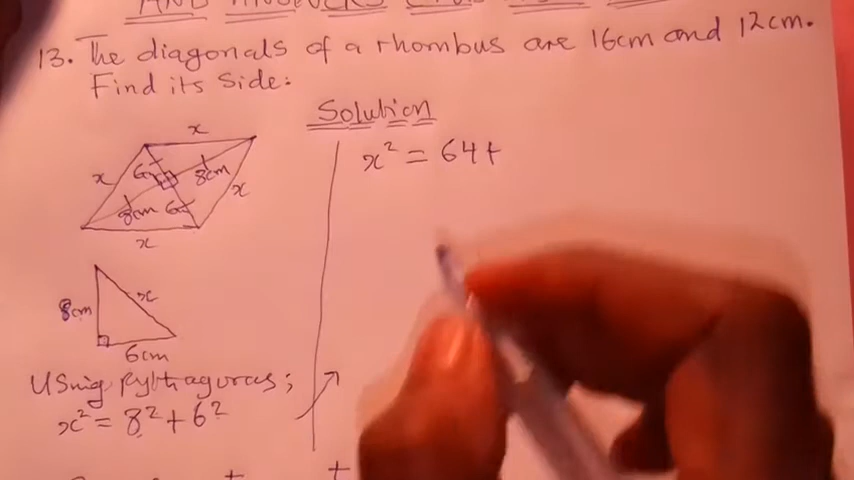 13. The diagonals of a rhombus are 16cm and 12cm.
Find its side:
Solution
x
x
6cm
8cm
x
8cm
x
8cm
x
6cm
Using Pythagoras;
x² = 8² + 6²
x² = 64 +